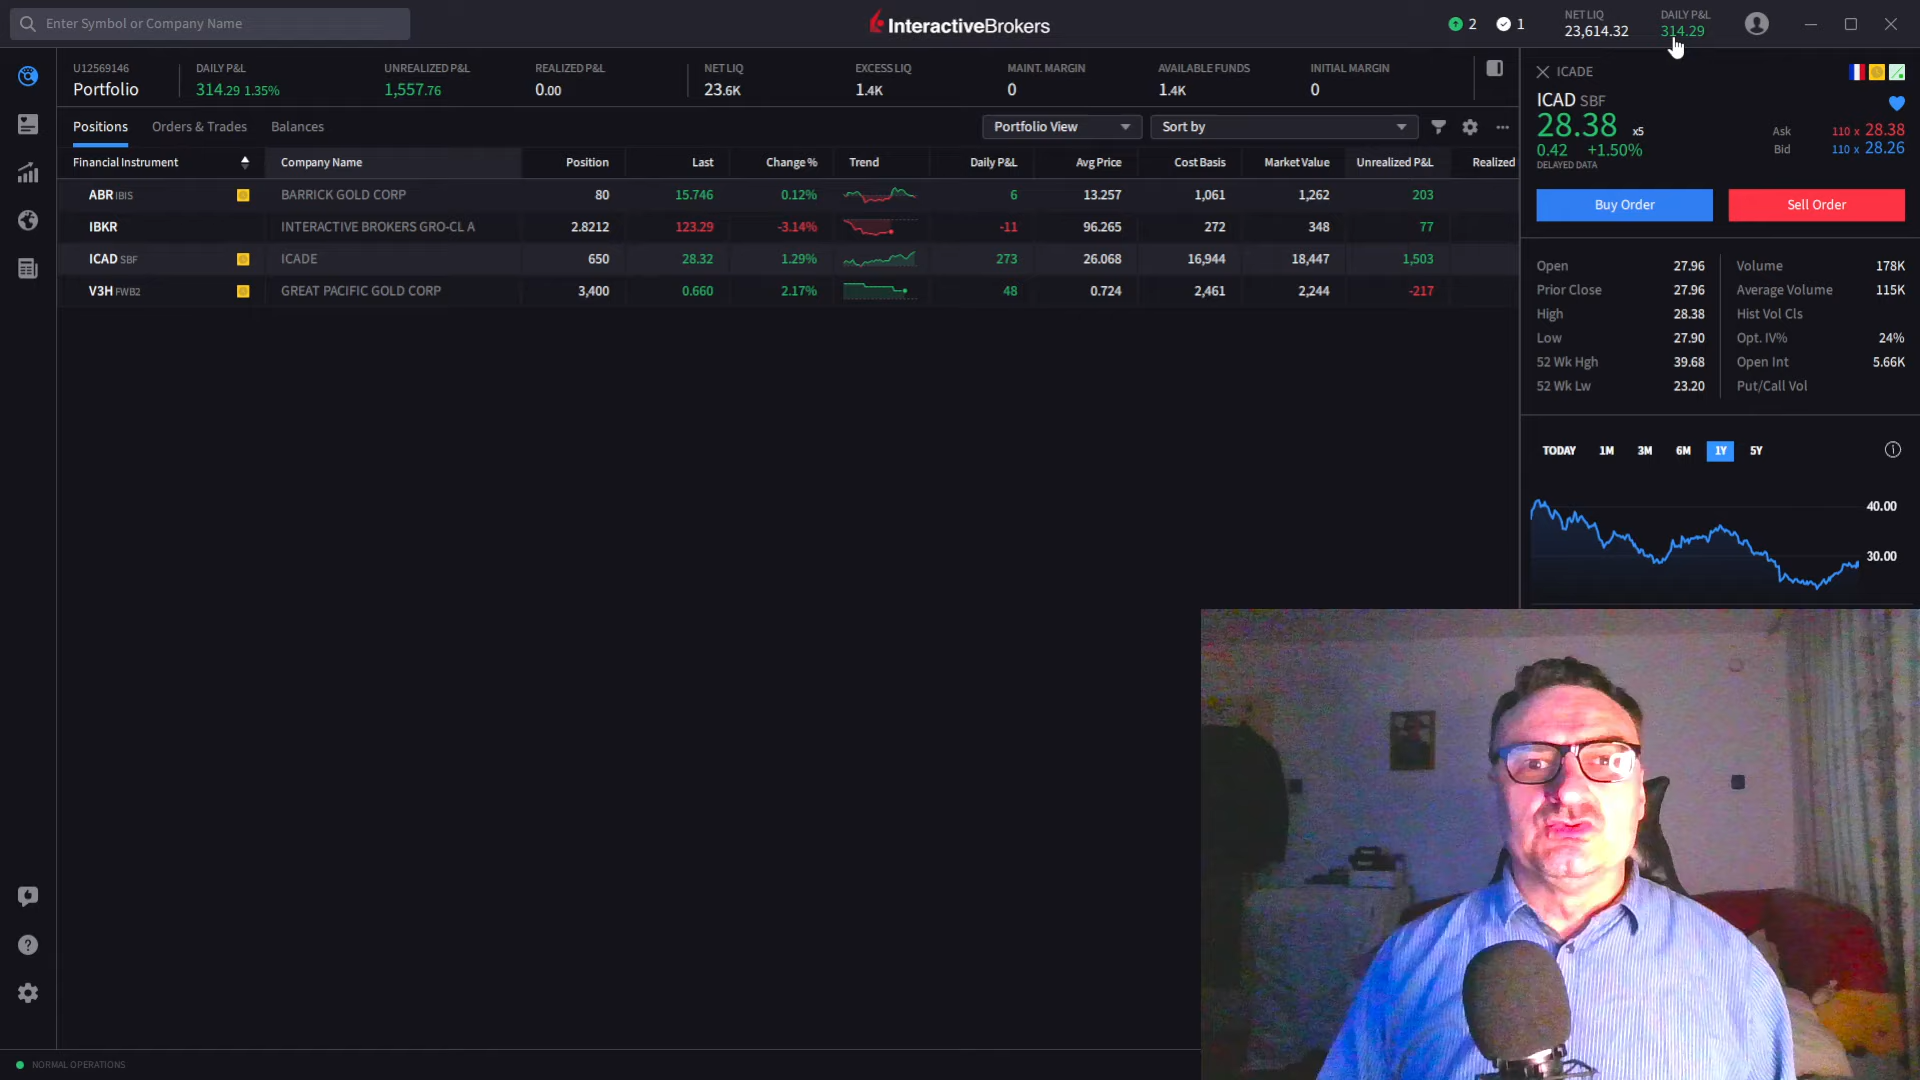 Enter Symbol or Company Name
InteractiveBrokers
2 1
NET LIQ
23,614.32
DAILY P&L
314.29
U12569146
Portfolio
DAILY P&L
314.29 1.35%
UNREALIZED P&L
1,557.76
REALIZED P&L
0.00
NET LIQ
23.6K
EXCESS LIQ
1.4K
MAINT. MARGIN
0
AVAILABLE FUNDS
1.4K
INITIAL MARGIN
0
Positions Orders & Trades Balances
Portfolio View Sort by
Financial Instrument Company Name Position Last Change % Trend Daily P&L Avg Price Cost Basis Market Value Unrealized P&L Realized
ABR IBIS BARRICK GOLD CORP 80 15.746 0.12% 6 13.257 1,061 1,262 203
IBKR INTERACTIVE BROKERS GRO-CL A 2.8212 123.29 -3.14% -11 96.265 272 348 77
ICAD SBF ICADE 650 28.32 1.29% 273 26.068 16,944 18,447 1,503
V3H FWB2 GREAT PACIFIC GOLD CORP 3,400 0.660 2.17% 48 0.724 2,461 2,244 -217
ICADE
ICAD SBF
28.38 x5
0.42 +1.50%
DELAYED DATA
Ask 110 x 28.38
Bid 110 x 28.26
Buy Order Sell Order
Open 27.96 Volume 178K
Prior Close 27.96 Average Volume 115K
High 28.38 Hist Vol Cls
Low 27.90 Opt. IV% 24%
52 Wk Hgh 39.68 Open Int 5.66K
52 Wk Lw 23.20 Put/Call Vol
TODAY 1M 3M 6M 1Y 5Y
40.00
30.00
NORMAL OPERATIONS